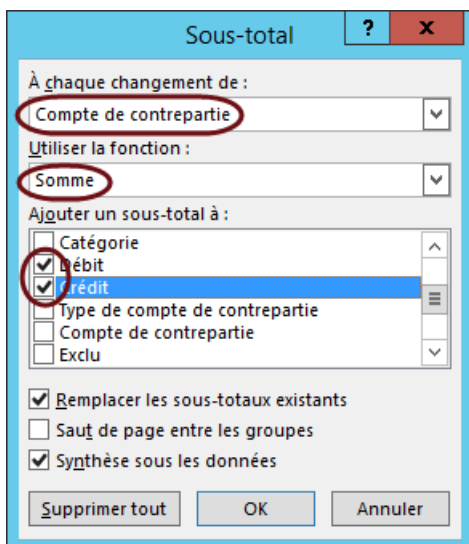 Sous-total
?
x
À chaque changement de :
Compte de contrepartie
Utiliser la fonction :
Somme
Ajouter un sous-total à :
Catégorie
Débit
Crédit
Type de compte de contrepartie
Compte de contrepartie
Exclu
Remplacer les sous-totaux existants
Saut de page entre les groupes
Synthèse sous les données
Supprimer tout OK Annuler